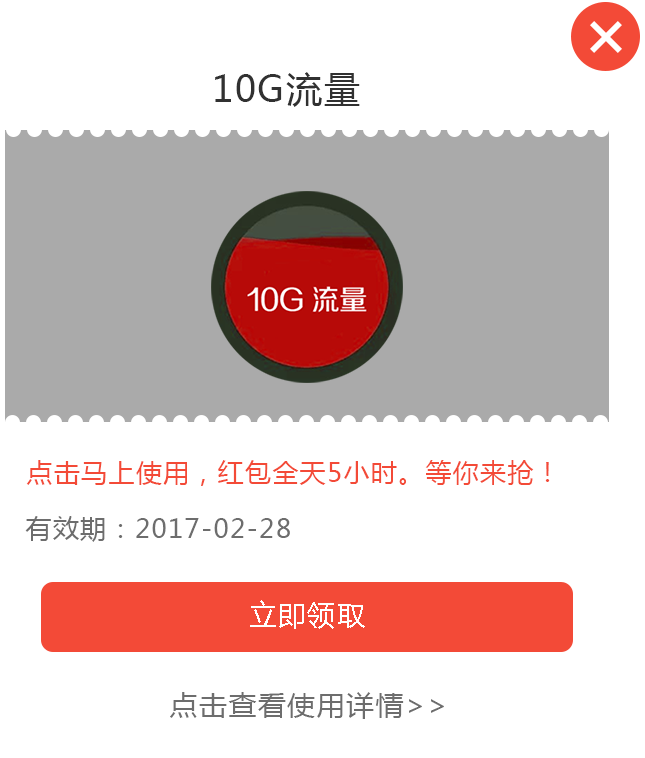 10G流量
10G 流量
点击马上使用，红包全天5小时。等你来抢！
有效期：2017-02-28
立即领取
点击查看使用详情>>